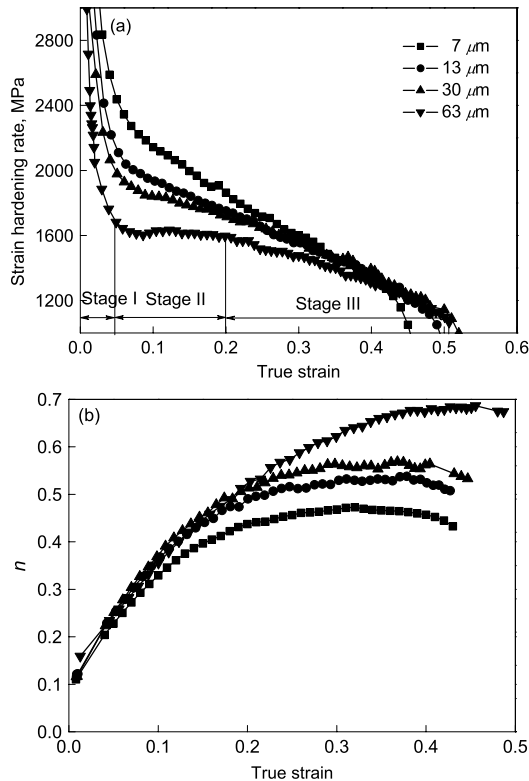 (a)
7 μm
13 μm
30 μm
63 μm
Strain hardening rate, MPa
2800
2400
2000
1600
1200
Stage I
Stage II
Stage III
0.0 0.1 0.2 0.3 0.4 0.5 0.6
True strain
(b)
n
0.7
0.6
0.5
0.4
0.3
0.2
0.1
0.0
0.0 0.1 0.2 0.3 0.4 0.5
True strain